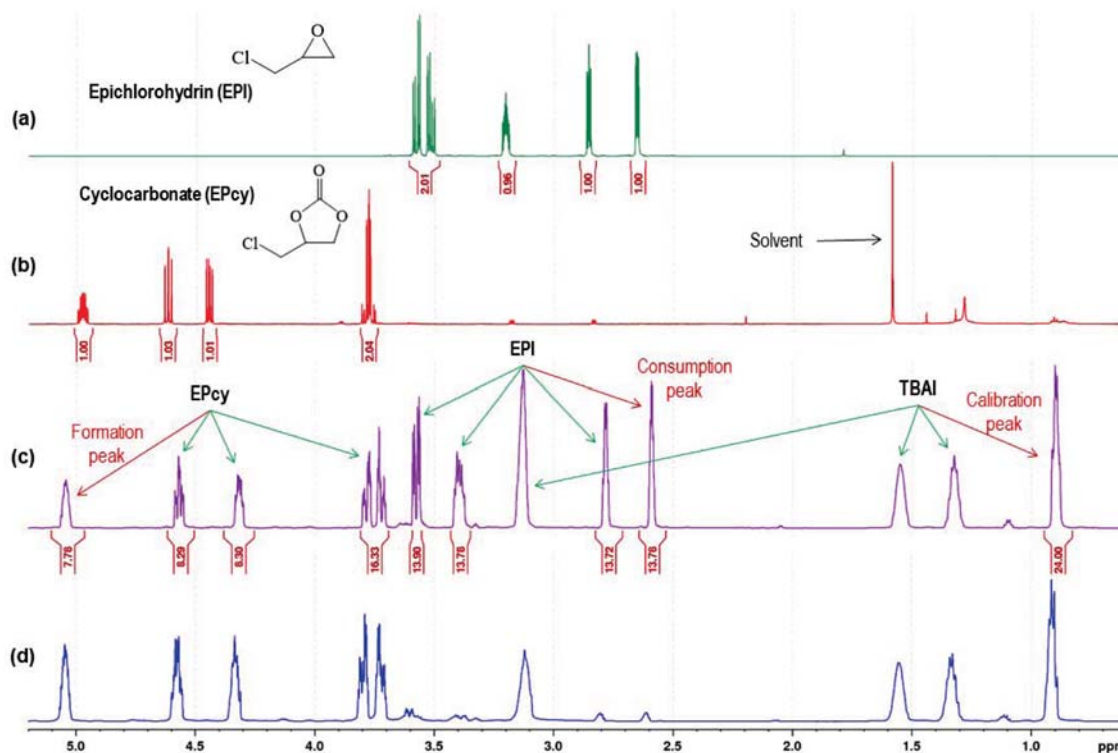 O
Cl
Epichlorohydrin (EPI)
(a)
2.01
0.96
1.00
1.00
Cyclocarbonate (EPcy)
O
O
O
Cl
Solvent
(b)
1.00
1.03
1.01
2.04
EPI
Consumption
peak
EPcy
TBAI
Formation
peak
Calibration
peak
(c)
7.78
8.29
8.30
16.33
13.90
13.78
13.72
13.78
24.00
(d)
5.0
4.5
4.0
3.5
3.0
2.5
2.0
1.5
1.0